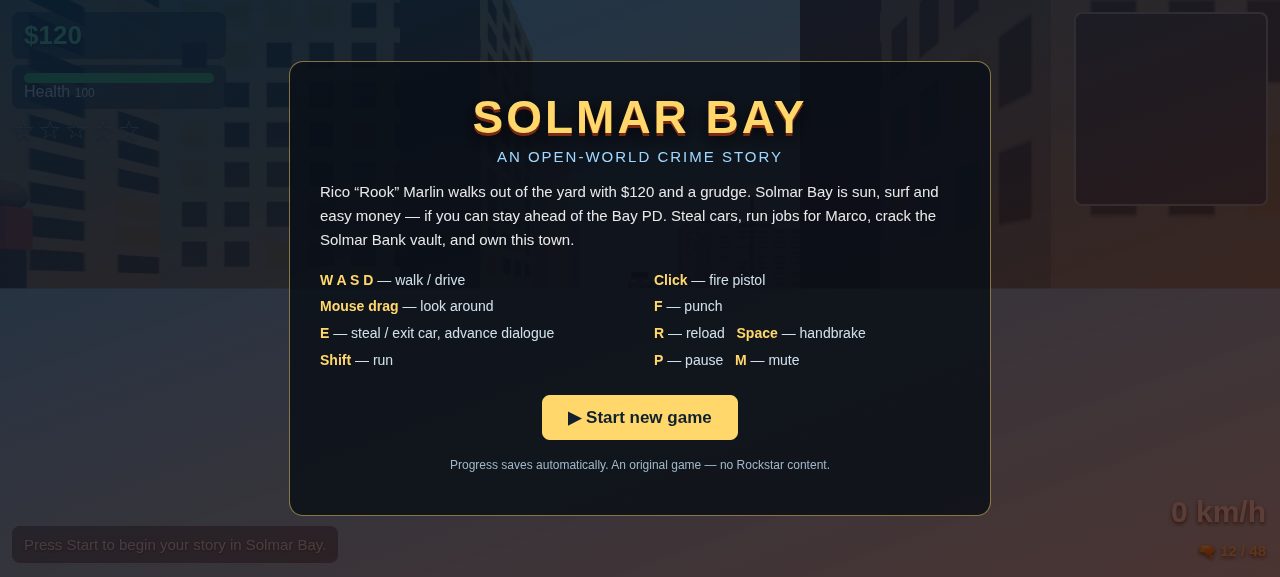 $120
Health 100
☆☆☆☆☆
SOLMAR BAY
AN OPEN-WORLD CRIME STORY
Rico “Rook” Marlin walks out of the yard with $120 and a grudge. Solmar Bay is sun, surf and
easy money — if you can stay ahead of the Bay PD. Steal cars, run jobs for Marco, crack the
Solmar Bank vault, and own this town.
W A S D — walk / drive
Click — fire pistol
Mouse drag — look around
F — punch
E — steal / exit car, advance dialogue
R — reload Space — handbrake
Shift — run
P — pause M — mute
▶ Start new game
Progress saves automatically. An original game — no Rockstar content.
Press Start to begin your story in Solmar Bay.
0 km/h
🔫 12 / 48